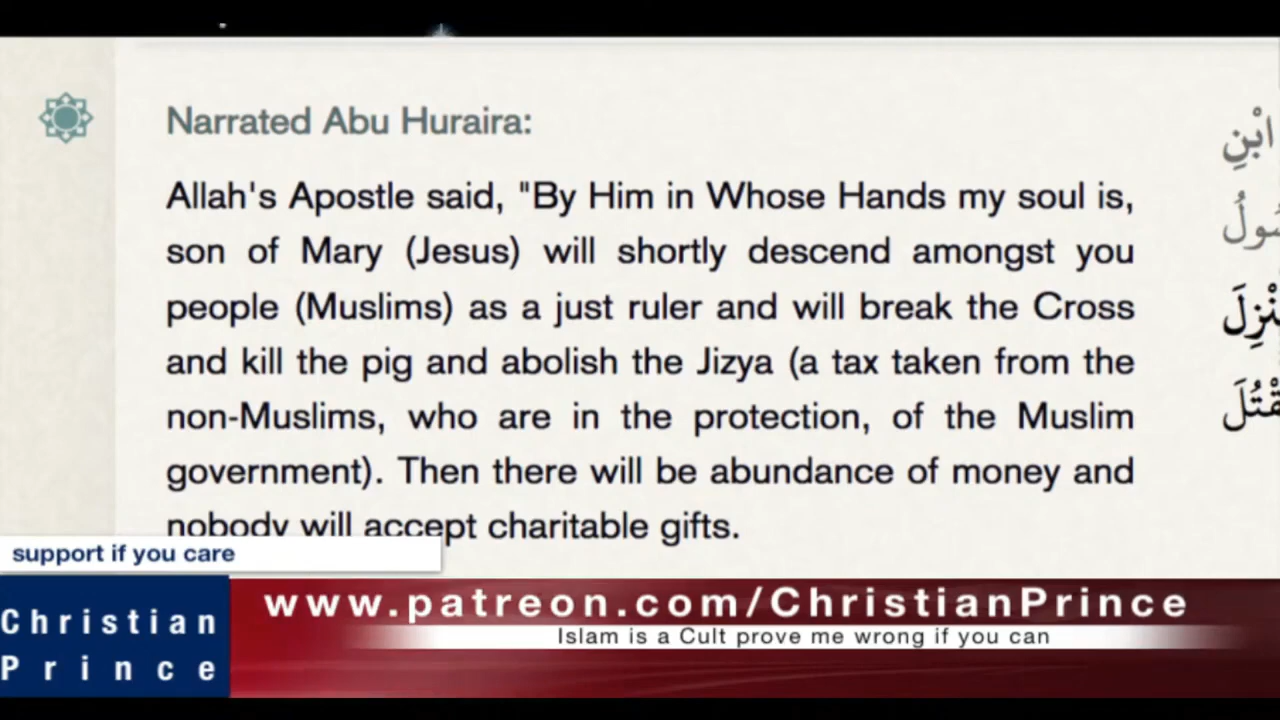 Narrated Abu Huraira:
Allah's Apostle said, "By Him in Whose Hands my soul is,
son of Mary (Jesus) will shortly descend amongst you
people (Muslims) as a just ruler and will break the Cross
and kill the pig and abolish the Jizya (a tax taken from the
non-Muslims, who are in the protection, of the Muslim
government). Then there will be abundance of money and
nobody will accept charitable gifts.
ابْنِ
support if you care
Christian
Prince
www.patreon.com/ChristianPrince
Islam is a Cult prove me wrong if you can